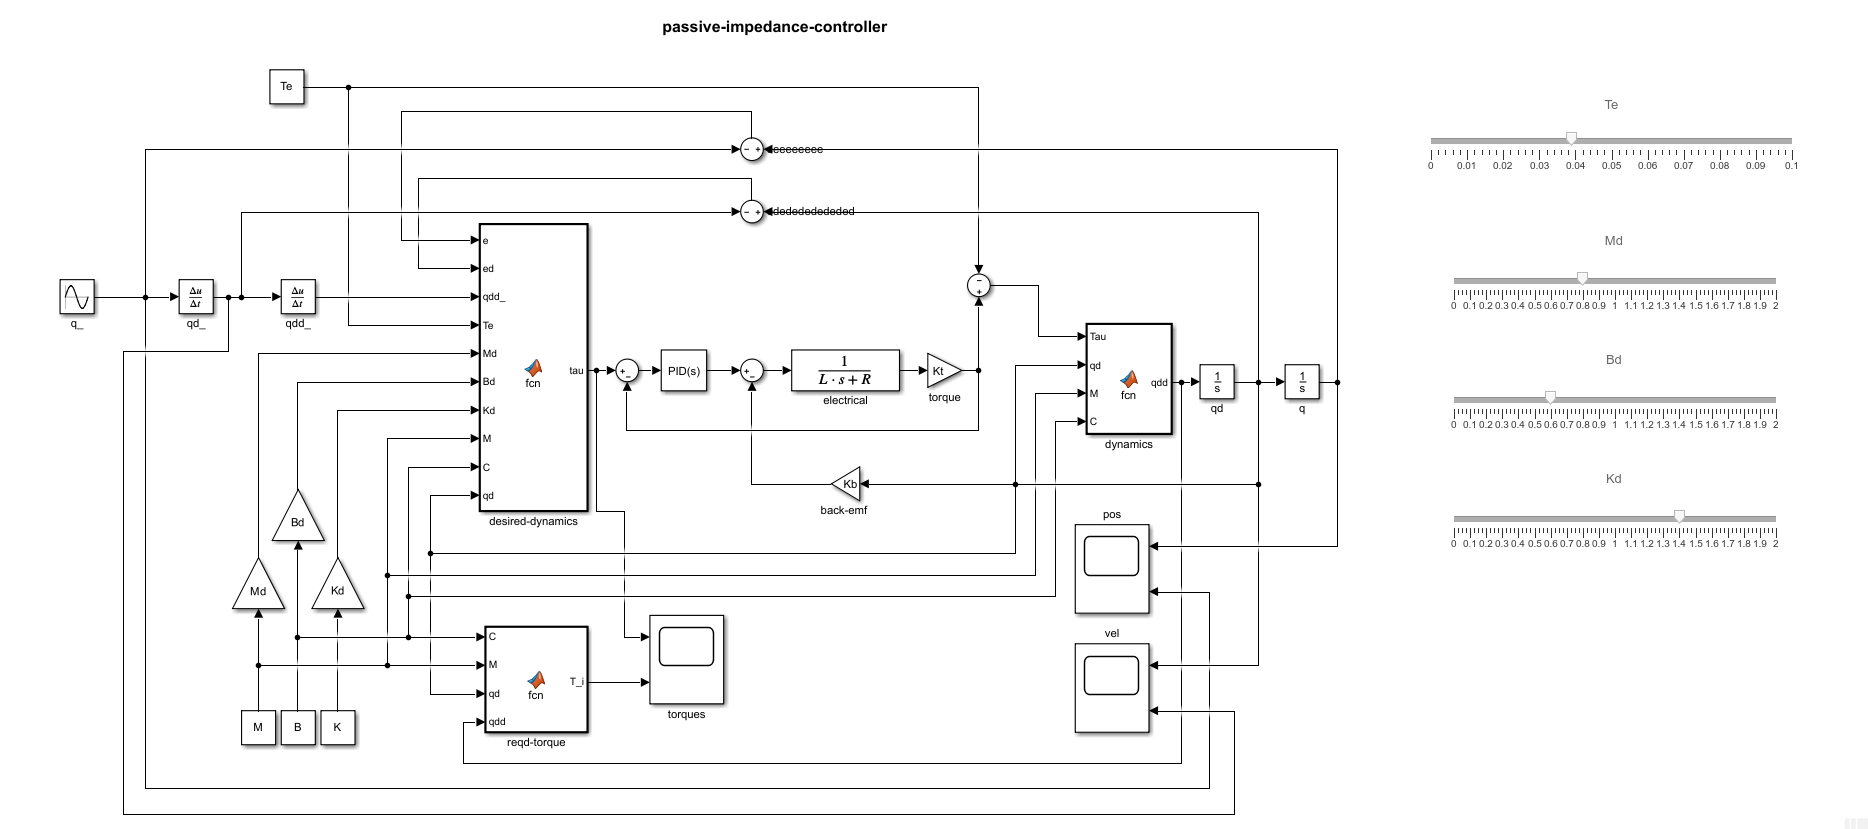 passive-impedance-controller
Te
eeeeeeee
dedededededed
q_
Δu
Δt
qd_
Δu
Δt
qdd_
e
ed
qdd_
Te
Md
Bd
Kd
M
C
qd
fcn
tau
desired-dynamics
PID(s)
1
L · s + R
electrical
Kt
torque
Kb
back-emf
Tau
qd
M
C
fcn
qdd
dynamics
1
s
qd
1
s
q
Bd
Md
Kd
M
B
K
C
M
qd
qdd
fcn
T_i
reqd-torque
torques
pos
vel
Te
0 0.01 0.02 0.03 0.04 0.05 0.06 0.07 0.08 0.09 0.1
Md
0 0.1 0.2 0.3 0.4 0.5 0.6 0.7 0.8 0.9 1 1.1 1.2 1.3 1.4 1.5 1.6 1.7 1.8 1.9 2
Bd
0 0.1 0.2 0.3 0.4 0.5 0.6 0.7 0.8 0.9 1 1.1 1.2 1.3 1.4 1.5 1.6 1.7 1.8 1.9 2
Kd
0 0.1 0.2 0.3 0.4 0.5 0.6 0.7 0.8 0.9 1 1.1 1.2 1.3 1.4 1.5 1.6 1.7 1.8 1.9 2